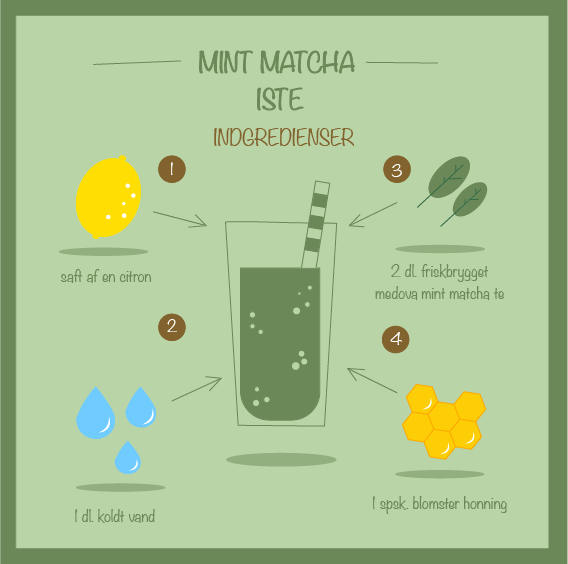 MINT MATCHA
ISTE
INDGREDIENSER
1
saft af en citron
2
1 dl. koldt vand
3
2 dl. friskbrygget
medova mint matcha te
4
1 spsk. blomster honning